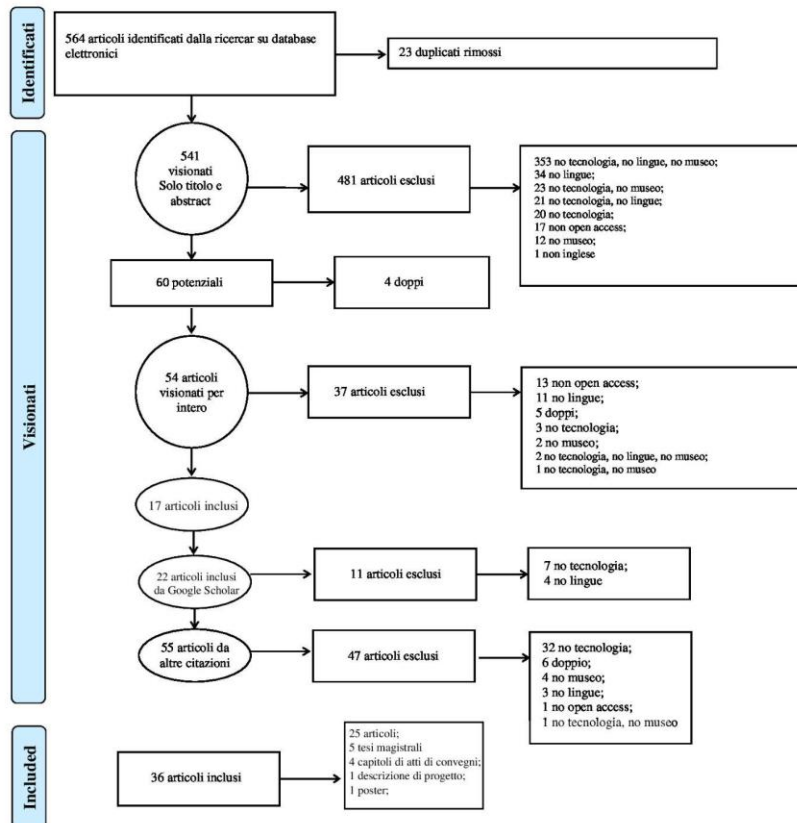 Identificati
564 articoli identificati dalla ricercar su database
elettronici
23 duplicati rimossi
Visionati
541
visionati
Solo titolo e
abstract
481 articoli esclusi
353 no tecnologia, no lingue, no museo;
34 no lingue;
23 no tecnologia, no museo;
21 no tecnologia, no lingue;
20 no tecnologia;
17 non open access;
12 no museo;
1 non inglese
60 potenziali
4 doppi
54 articoli
visionati per
intero
37 articoli esclusi
13 non open access;
11 no lingue;
5 doppi;
3 no tecnologia;
2 no museo;
2 no tecnologia, no lingue, no museo;
1 no tecnologia, no museo
17 articoli inclusi
22 articoli inclusi
da Google Scholar
11 articoli esclusi
7 no tecnologia;
4 no lingue
55 articoli da
altre citazioni
47 articoli esclusi
32 no tecnologia;
6 doppio;
4 no museo;
3 no lingue;
1 no open access;
1 no tecnologia, no museo
Included
36 articoli inclusi
25 articoli;
5 tesi magistrali
4 capitoli di atti di convegni;
1 descrizione di progetto;
1 poster;